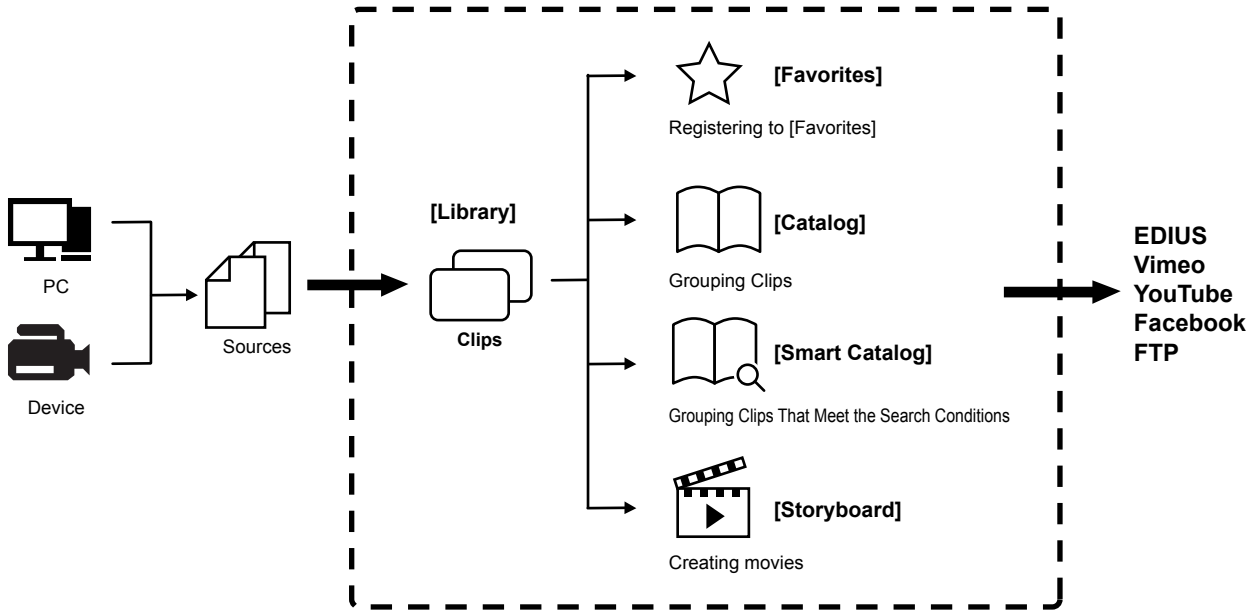 PC
Device
Sources
[Library]
Clips
[Favorites]
Registering to [Favorites]
[Catalog]
Grouping Clips
[Smart Catalog]
Grouping Clips That Meet the Search Conditions
[Storyboard]
Creating movies
EDIUS
Vimeo
YouTube
Facebook
FTP